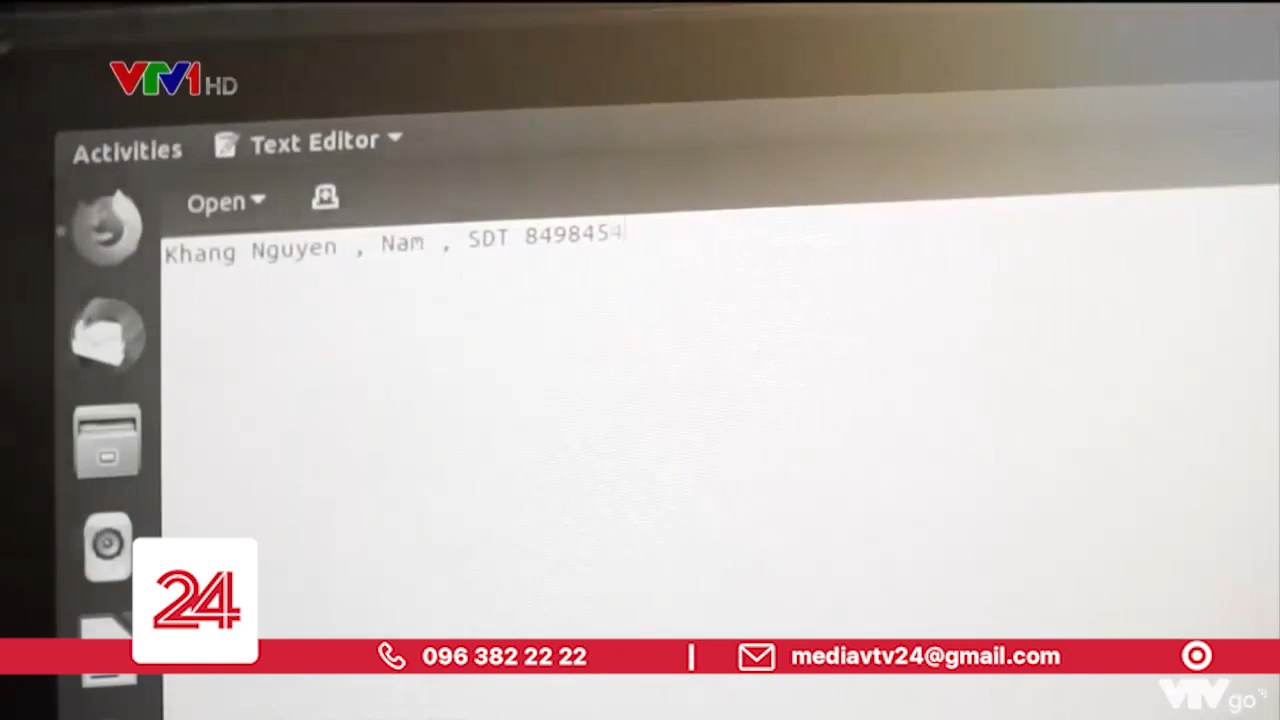 VTV1 HD
Activities Text Editor
Open
Khang Nguyen , Nam , SDT 8498454
24
096 382 22 22 | mediavtv24@gmail.com
VTV go